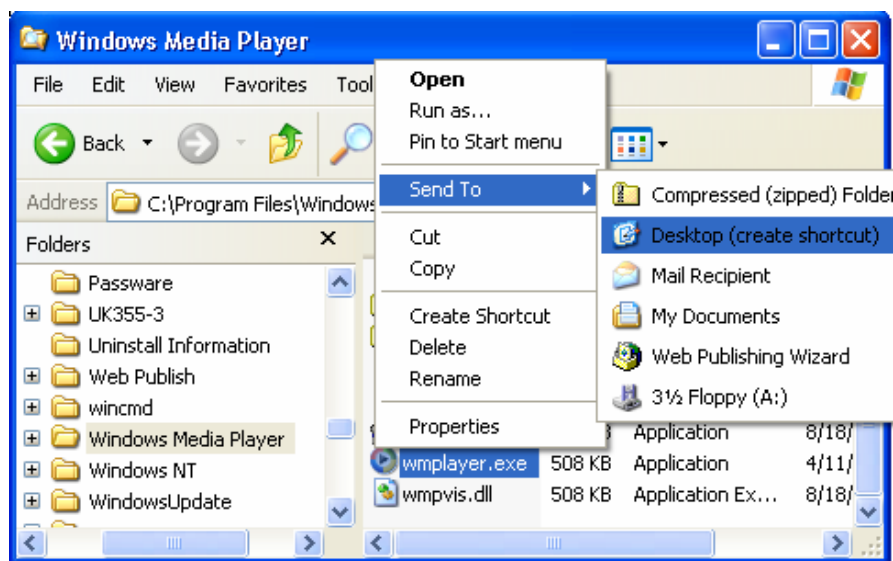 Windows Media Player
File Edit View Favorites Tool
Back
Address C:\Program Files\Windows
Folders
Passware
UK355-3
Uninstall Information
Web Publish
wincmd
Windows Media Player
Windows NT
WindowsUpdate
Open
Run as...
Pin to Start menu
Send To
Cut
Copy
Create Shortcut
Delete
Rename
Properties
Compressed (zipped) Folder
Desktop (create shortcut)
Mail Recipient
My Documents
Web Publishing Wizard
3½ Floppy (A:)
Application 8/18/
wmplayer.exe 508 KB Application 4/11/
wmpvis.dll 508 KB Application Ex... 8/18/